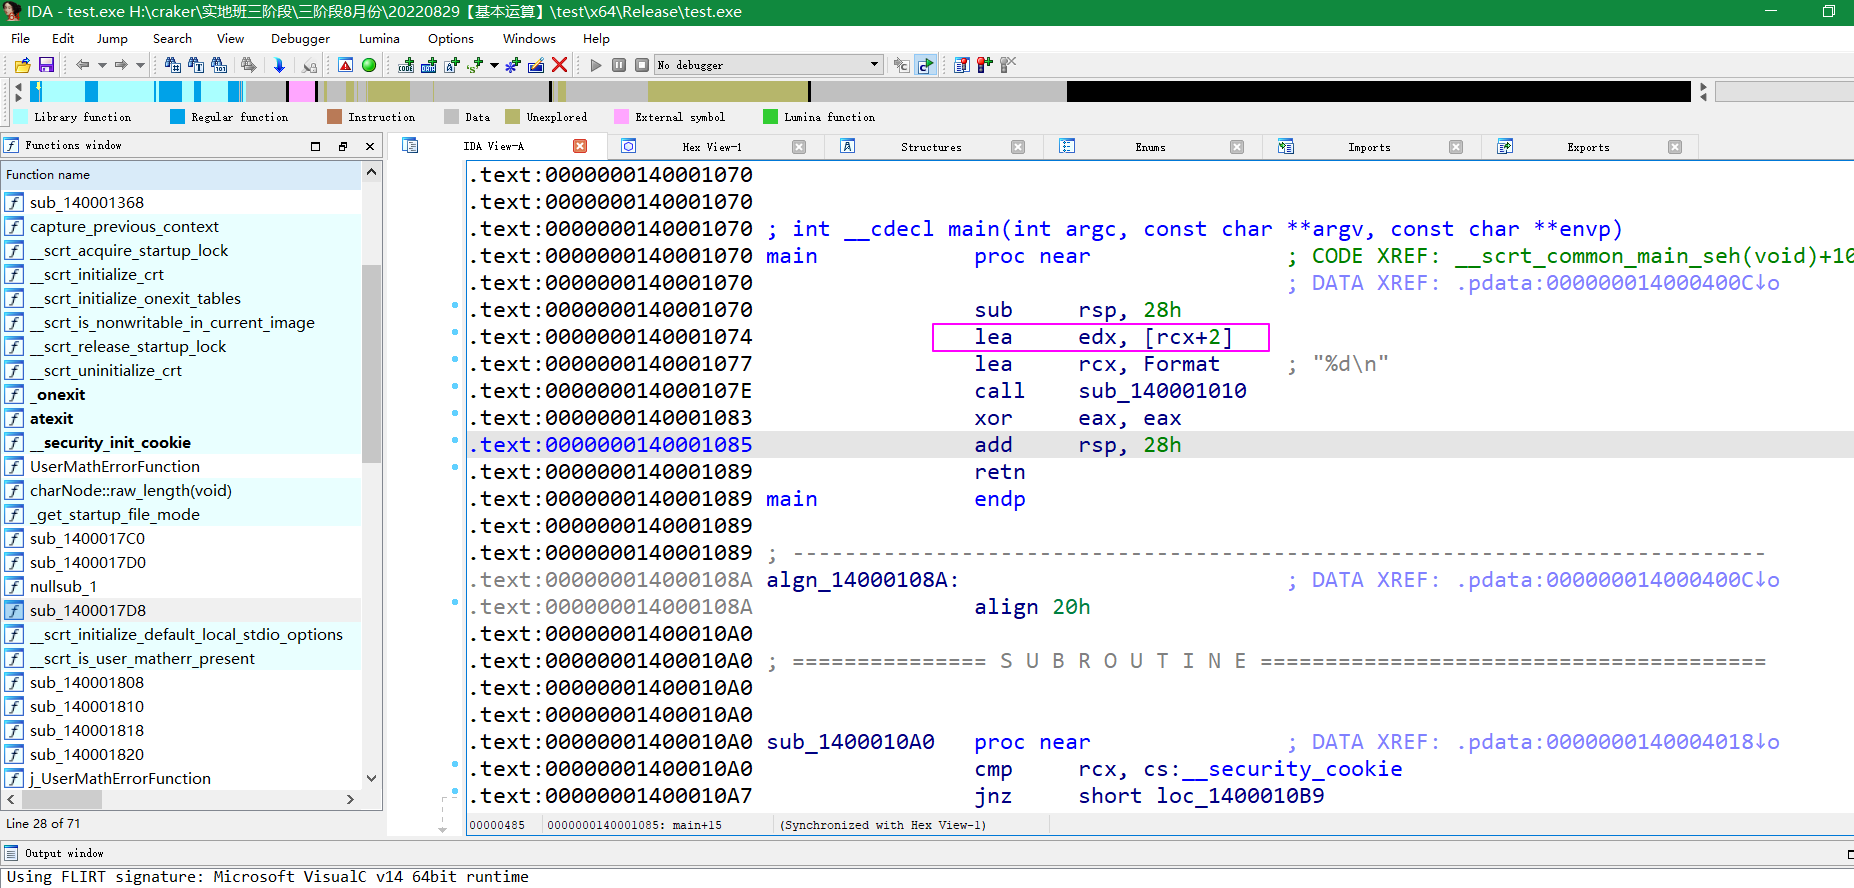 IDA - test.exe H:\craker\实地班三阶段\三阶段8月份\20220829【基本运算】\test\x64\Release\test.exe
File Edit Jump Search View Debugger Lumina Options Windows Help
No debugger
Library function Regular function Instruction Data Unexplored External symbol Lumina function
Functions window
IDA View-A Hex View-1 Structures Enums Imports Exports
Function name
sub_140001368
capture_previous_context
__scrt_acquire_startup_lock
__scrt_initialize_crt
__scrt_initialize_onexit_tables
__scrt_is_nonwritable_in_current_image
__scrt_release_startup_lock
__scrt_uninitialize_crt
_onexit
atexit
__security_init_cookie
UserMathErrorFunction
charNode::raw_length(void)
_get_startup_file_mode
sub_1400017C0
sub_1400017D0
nullsub_1
sub_1400017D8
__scrt_initialize_default_local_stdio_options
__scrt_is_user_matherr_present
sub_140001808
sub_140001810
sub_140001818
sub_140001820
j_UserMathErrorFunction
Line 28 of 71
.text:0000000140001070
.text:0000000140001070
.text:0000000140001070 ; int __cdecl main(int argc, const char **argv, const char **envp)
.text:0000000140001070 main proc near ; CODE XREF: __scrt_common_main_seh(void)+10
.text:0000000140001070 ; DATA XREF: .pdata:000000014000400C↓o
.text:0000000140001070 sub rsp, 28h
.text:0000000140001074 lea edx, [rcx+2]
.text:0000000140001077 lea rcx, Format ; "%d\n"
.text:000000014000107E call sub_140001010
.text:0000000140001083 xor eax, eax
.text:0000000140001085 add rsp, 28h
.text:0000000140001089 retn
.text:0000000140001089 main endp
.text:0000000140001089
.text:0000000140001089 ; ---------------------------------------------------------------------------
.text:000000014000108A algn_14000108A: ; DATA XREF: .pdata:000000014000400C↓o
.text:000000014000108A align 20h
.text:00000001400010A0
.text:00000001400010A0 ; =============== S U B R O U T I N E =======================================
.text:00000001400010A0
.text:00000001400010A0
.text:00000001400010A0 sub_1400010A0 proc near ; DATA XREF: .pdata:0000000140004018↓o
.text:00000001400010A0 cmp rcx, cs:__security_cookie
.text:00000001400010A7 jnz short loc_1400010B9
00000485 0000000140001085: main+15 (Synchronized with Hex View-1)
Output window
Using FLIRT signature: Microsoft VisualC v14 64bit runtime